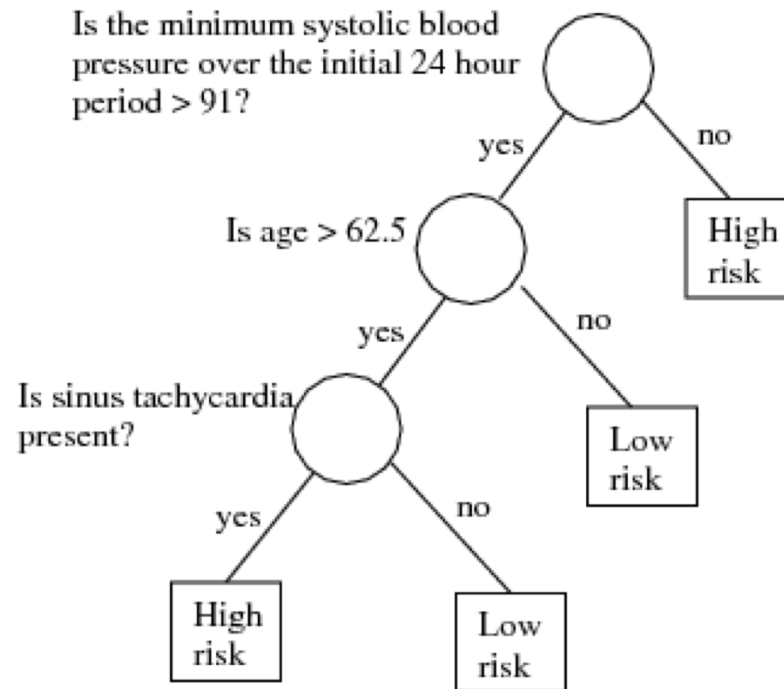 Is the minimum systolic blood
pressure over the initial 24 hour
period > 91?
yes
no
Is age > 62.5
High
risk
yes
no
Is sinus tachycardia
present?
Low
risk
yes
no
High
risk
Low
risk